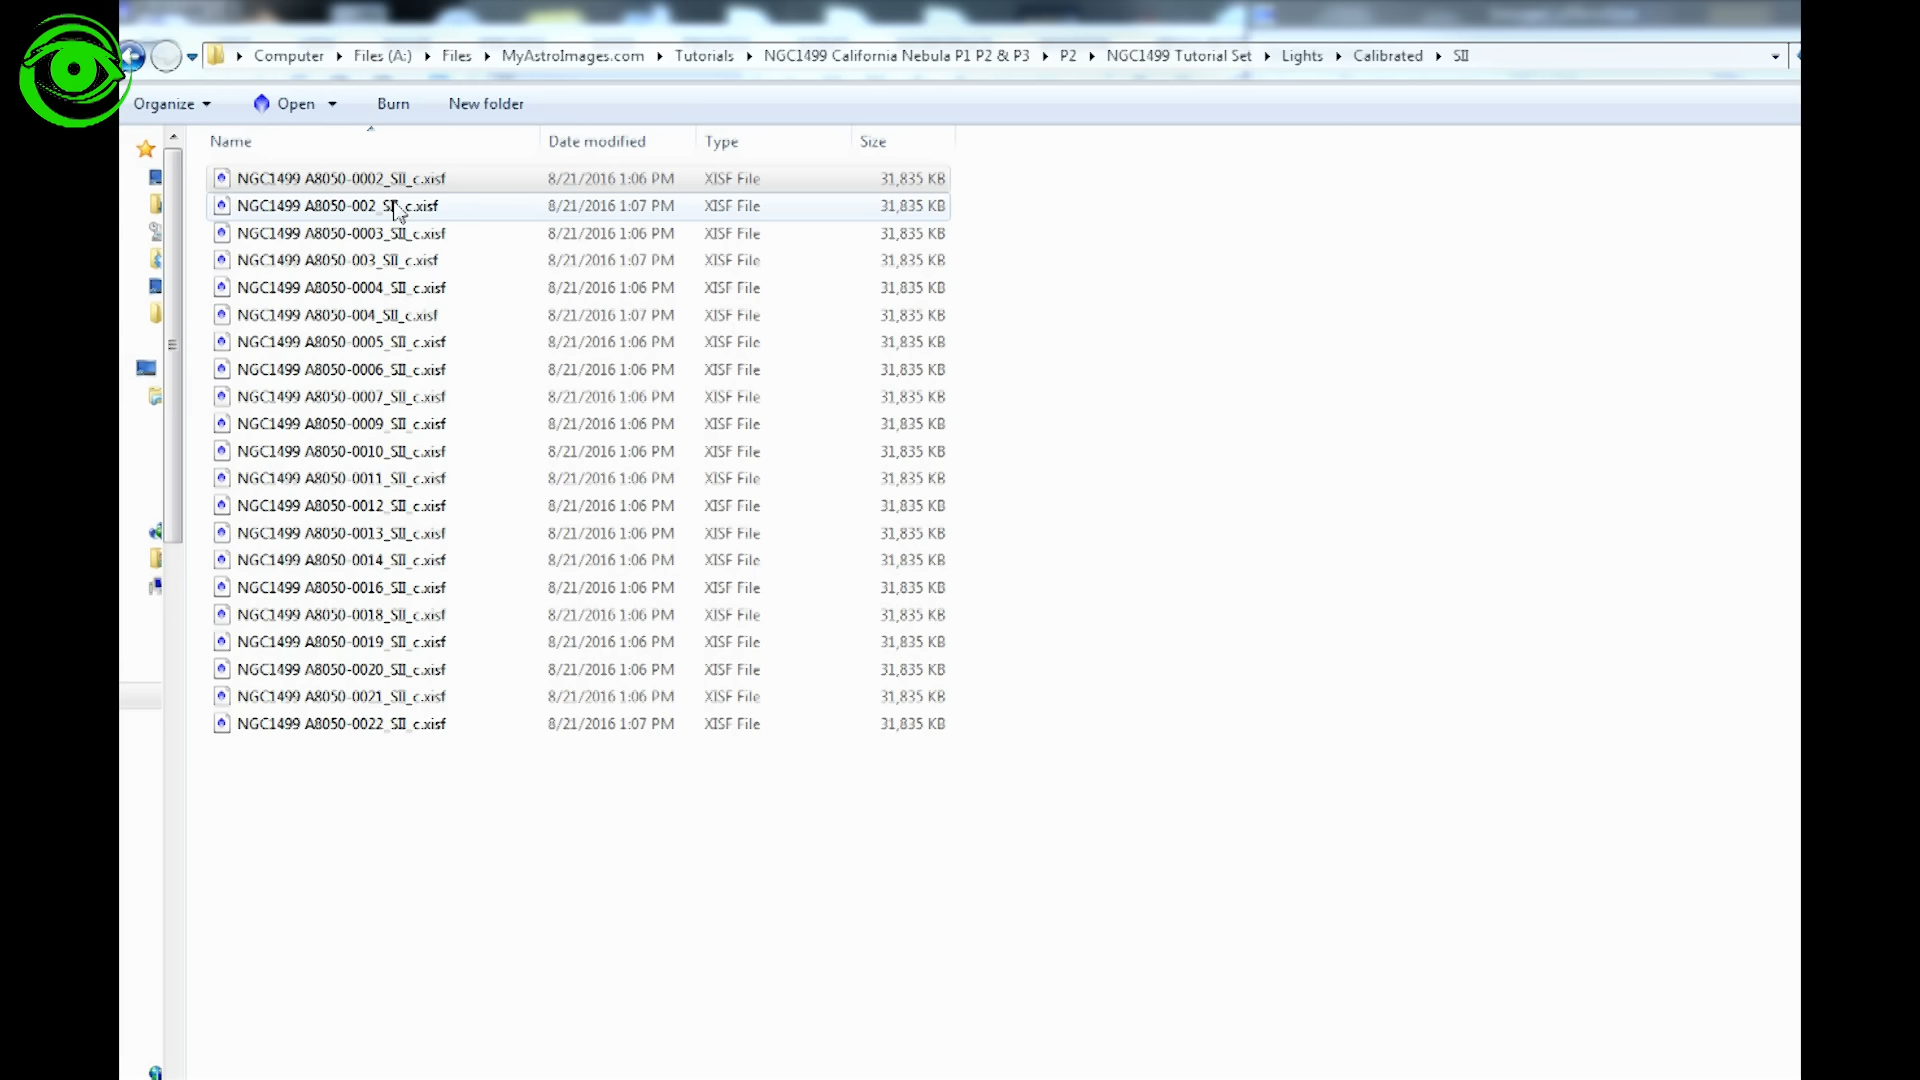 Computer Files (A:) Files MyAstroImages.com Tutorials NGC1499 California Nebula P1 P2 & P3 P2 NGC1499 Tutorial Set Lights Calibrated SII
Organize Open Burn New folder
Name Date modified Type Size
NGC1499 A8050-0002_SII_c.xisf 8/21/2016 1:06 PM XISF File 31,835 KB
NGC1499 A8050-002_SII_c.xisf 8/21/2016 1:07 PM XISF File 31,835 KB
NGC1499 A8050-0003_SII_c.xisf 8/21/2016 1:06 PM XISF File 31,835 KB
NGC1499 A8050-003_SII_c.xisf 8/21/2016 1:07 PM XISF File 31,835 KB
NGC1499 A8050-0004_SII_c.xisf 8/21/2016 1:06 PM XISF File 31,835 KB
NGC1499 A8050-004_SII_c.xisf 8/21/2016 1:07 PM XISF File 31,835 KB
NGC1499 A8050-0005_SII_c.xisf 8/21/2016 1:06 PM XISF File 31,835 KB
NGC1499 A8050-0006_SII_c.xisf 8/21/2016 1:06 PM XISF File 31,835 KB
NGC1499 A8050-0007_SII_c.xisf 8/21/2016 1:06 PM XISF File 31,835 KB
NGC1499 A8050-0009_SII_c.xisf 8/21/2016 1:06 PM XISF File 31,835 KB
NGC1499 A8050-0010_SII_c.xisf 8/21/2016 1:06 PM XISF File 31,835 KB
NGC1499 A8050-0011_SII_c.xisf 8/21/2016 1:06 PM XISF File 31,835 KB
NGC1499 A8050-0012_SII_c.xisf 8/21/2016 1:06 PM XISF File 31,835 KB
NGC1499 A8050-0013_SII_c.xisf 8/21/2016 1:06 PM XISF File 31,835 KB
NGC1499 A8050-0014_SII_c.xisf 8/21/2016 1:06 PM XISF File 31,835 KB
NGC1499 A8050-0016_SII_c.xisf 8/21/2016 1:06 PM XISF File 31,835 KB
NGC1499 A8050-0018_SII_c.xisf 8/21/2016 1:06 PM XISF File 31,835 KB
NGC1499 A8050-0019_SII_c.xisf 8/21/2016 1:06 PM XISF File 31,835 KB
NGC1499 A8050-0020_SII_c.xisf 8/21/2016 1:06 PM XISF File 31,835 KB
NGC1499 A8050-0021_SII_c.xisf 8/21/2016 1:06 PM XISF File 31,835 KB
NGC1499 A8050-0022_SII_c.xisf 8/21/2016 1:07 PM XISF File 31,835 KB